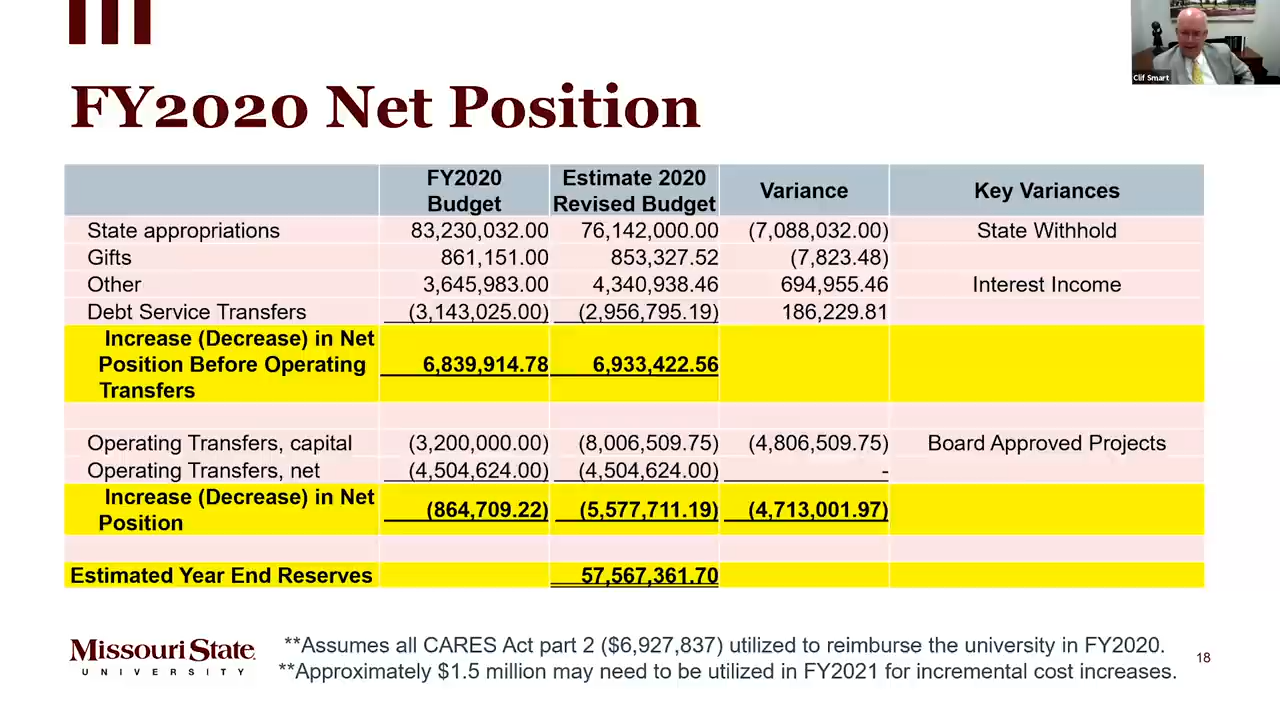 Clif Smart
FY2020 Net Position
FY2020 Budget Estimate 2020 Revised Budget Variance Key Variances
State appropriations 83,230,032.00 76,142,000.00 (7,088,032.00) State Withhold
Gifts 861,151.00 853,327.52 (7,823.48)
Other 3,645,983.00 4,340,938.46 694,955.46 Interest Income
Debt Service Transfers (3,143,025.00) (2,956,795.19) 186,229.81
Increase (Decrease) in Net
Position Before Operating 6,839,914.78 6,933,422.56
Transfers
Operating Transfers, capital (3,200,000.00) (8,006,509.75) (4,806,509.75) Board Approved Projects
Operating Transfers, net (4,504,624.00) (4,504,624.00) -
Increase (Decrease) in Net
Position (864,709.22) (5,577,711.19) (4,713,001.97)
Estimated Year End Reserves 57,567,361.70
**Assumes all CARES Act part 2 ($6,927,837) utilized to reimburse the university in FY2020.
**Approximately $1.5 million may need to be utilized in FY2021 for incremental cost increases.
Missouri State
UNIVERSITY
18